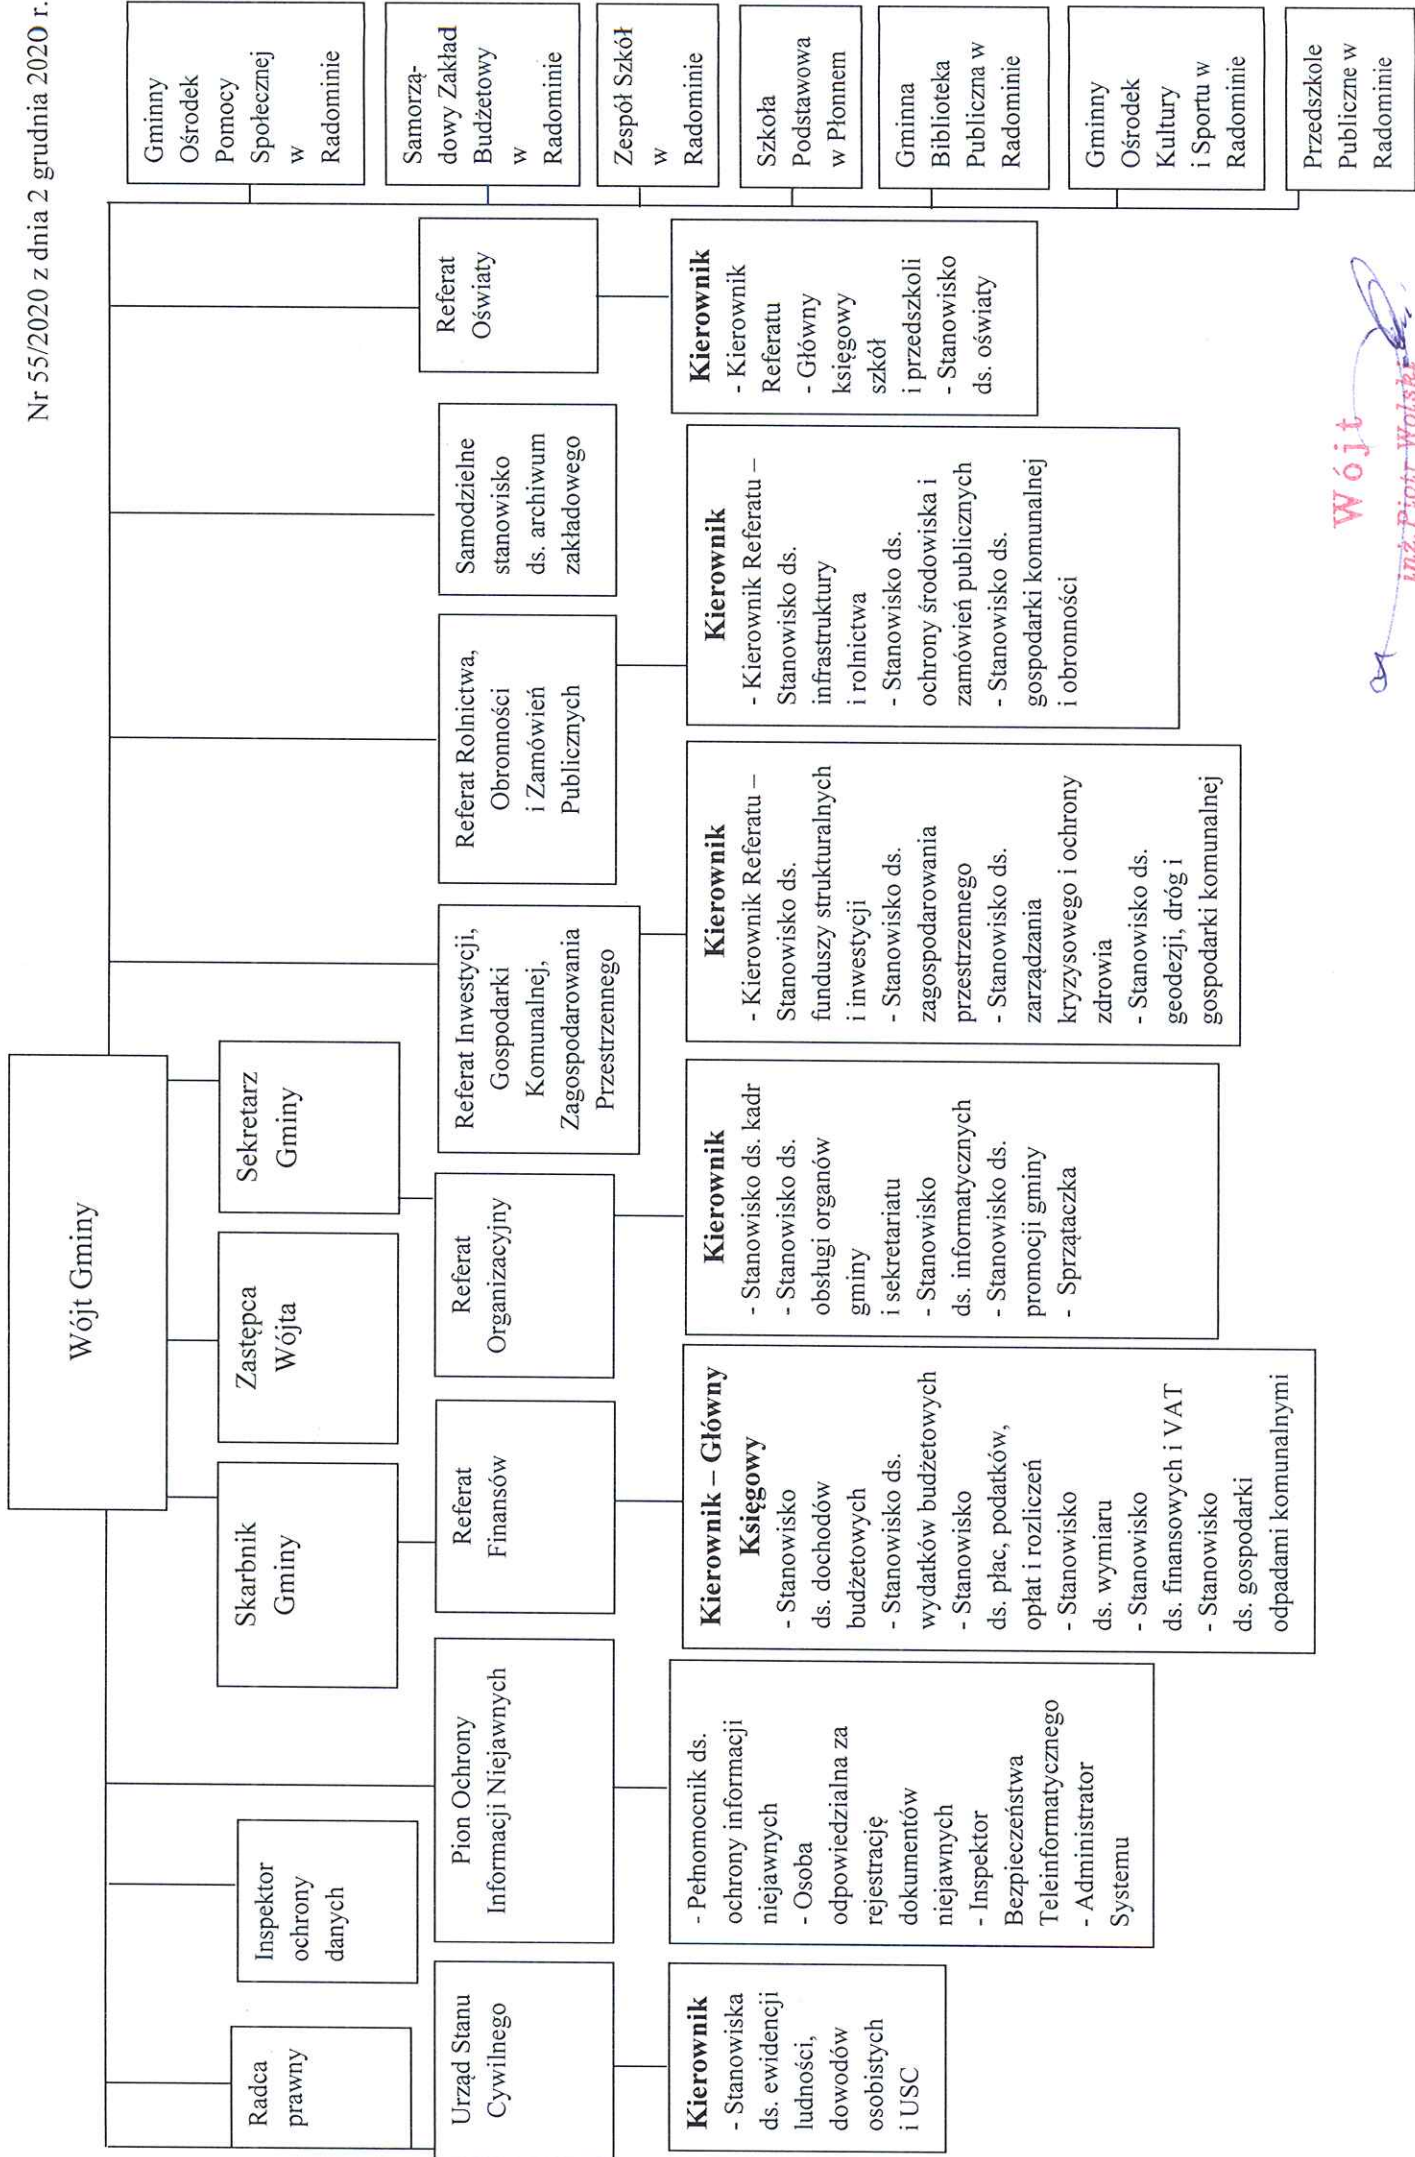 Nr 55/2020 z dnia 2 grudnia 2020 r.
Wójt Gminy
Skarbnik
Gminy
Zastępca
Wójta
Sekretarz
Gminy
Radca
prawny
Inspektor
ochrony
danych
Urząd Stanu
Cywilnego
Pion Ochrony
Informacji Niejawnych
Referat
Finansów
Referat
Organizacyjny
Referat Inwestycji,
Gospodarki
Komunalnej,
Zagospodarowania
Przestrzennego
Referat Rolnictwa,
Obronności
i Zamówień
Publicznych
Samodzielne
stanowisko
ds. archiwum
zakładowego
Referat
Oświaty
Kierownik
- Stanowiska
ds. ewidencji
ludności,
dowodów
osobistych
i USC
- Pełnomocnik ds.
ochrony informacji
niejawnych
- Osoba
odpowiedzialna za
rejestrację
dokumentów
niejawnych
- Inspektor
Bezpieczeństwa
Teleinformatycznego
- Administrator
Systemu
Kierownik – Główny
Księgowy
- Stanowisko
ds. dochodów
budżetowych
- Stanowisko ds.
wydatków budżetowych
- Stanowisko
ds. płac, podatków,
opłat i rozliczeń
- Stanowisko
ds. wymiaru
- Stanowisko
ds. finansowych i VAT
- Stanowisko
ds. gospodarki
odpadami komunalnymi
Kierownik
- Stanowisko ds. kadr
- Stanowisko ds.
obsługi organów
gminy
i sekretariatu
- Stanowisko
ds. informatycznych
- Stanowisko ds.
promocji gminy
- Sprzątaczka
Kierownik
- Kierownik Referatu –
Stanowisko ds.
funduszy strukturalnych
i inwestycji
- Stanowisko ds.
zagospodarowania
przestrzennego
- Stanowisko ds.
zarządzania
kryzysowego i ochrony
zdrowia
- Stanowisko ds.
geodezji, dróg i
gospodarki komunalnej
Kierownik
- Kierownik Referatu –
Stanowisko ds.
infrastruktury
i rolnictwa
- Stanowisko ds.
ochrony środowiska i
zamówień publicznych
- Stanowisko ds.
gospodarki komunalnej
i obronności
Kierownik
- Kierownik
Referatu
- Główny
księgowy
szkół
i przedszkoli
- Stanowisko
ds. oświaty
Gminny
Ośrodek
Pomocy
Społecznej
w
Radominie
Samorzą-
dowy Zakład
Budżetowy
w
Radominie
Zespół Szkół
w
Radominie
Szkoła
Podstawowa
w Płonnem
Gminna
Biblioteka
Publiczna w
Radominie
Gminny
Ośrodek
Kultury
i Sportu w
Radominie
Przedszkole
Publiczne w
Radominie
Wójt
inż. Piotr Wolski